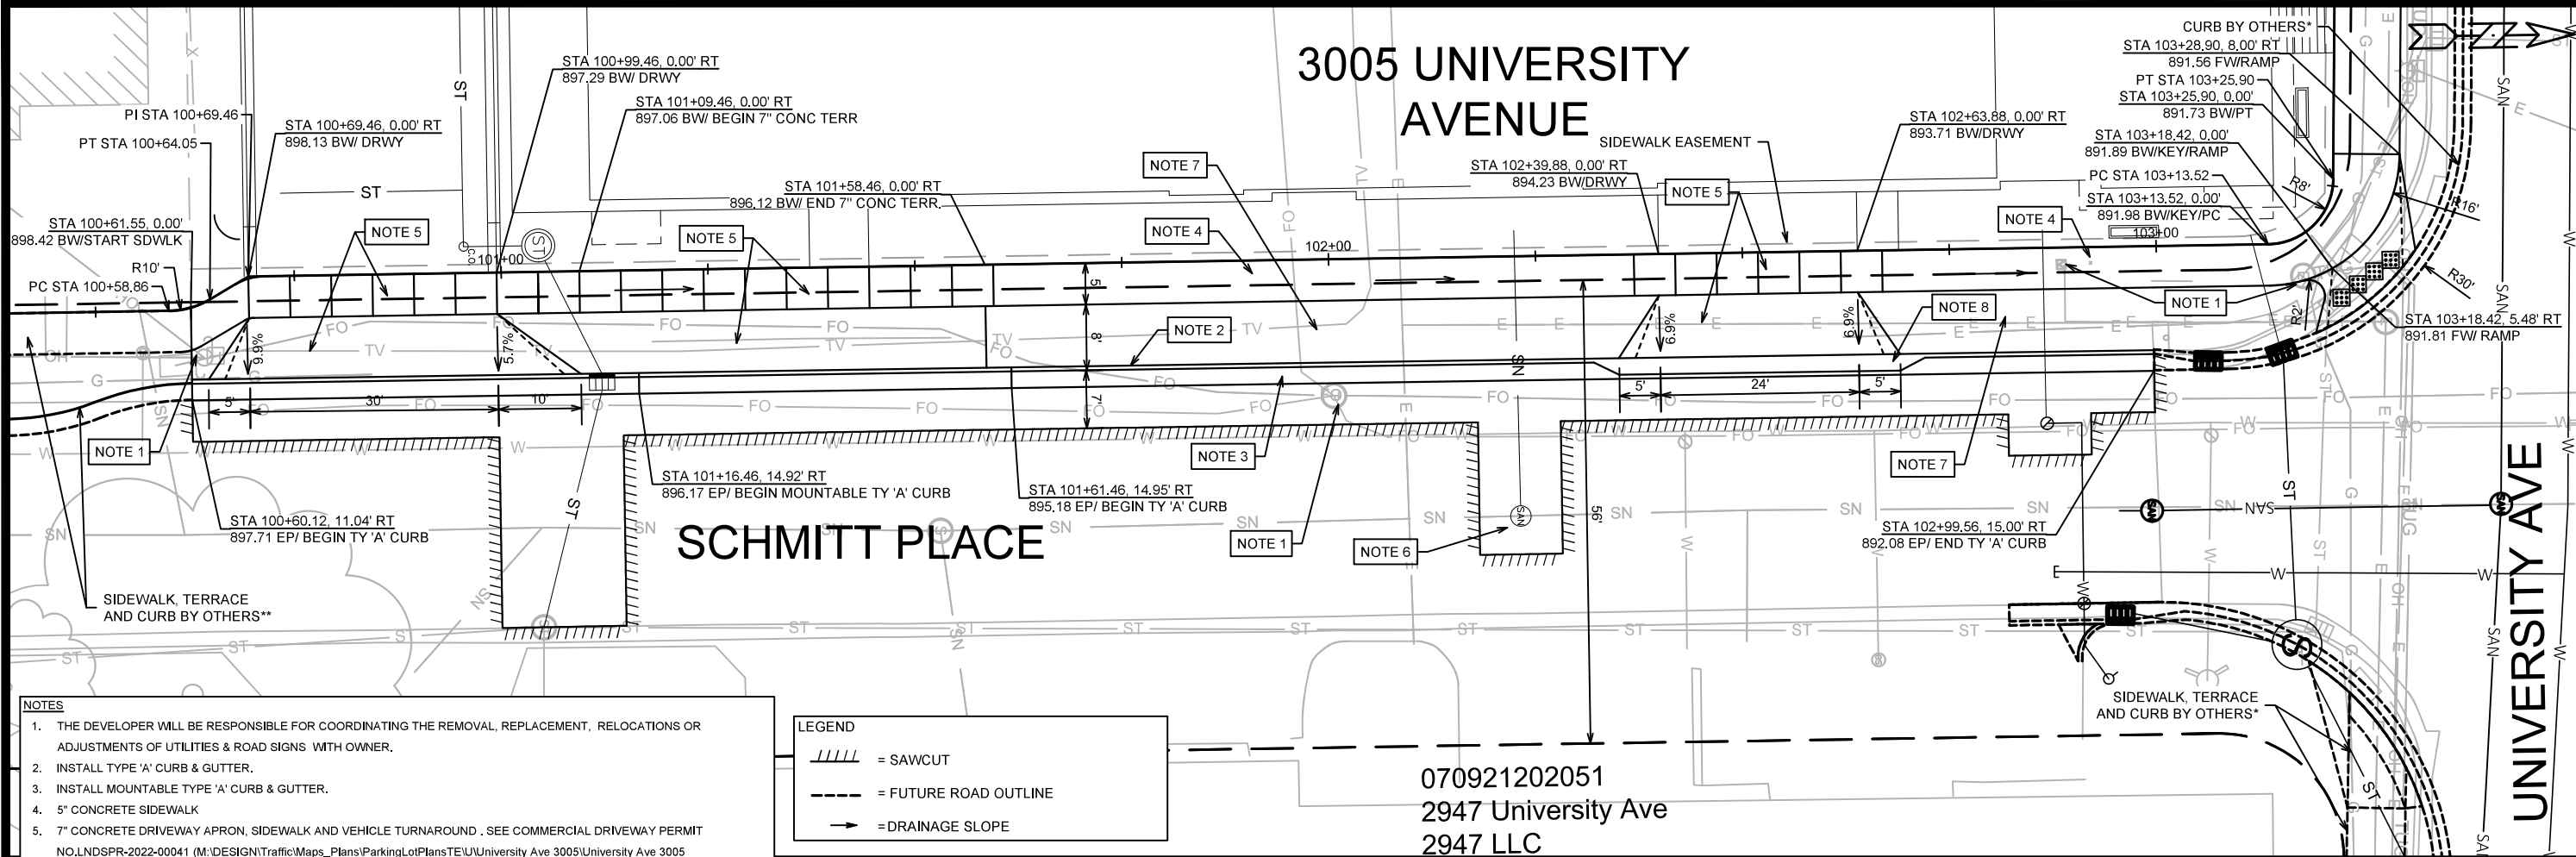 3005 UNIVERSITY
AVENUE
CURB BY OTHERS*
STA 103+28.90, 8.00' RT
891.56 FW/RAMP
PT STA 103+25.90
STA 103+25.90, 0.00'
891.73 BW/PT
STA 103+18.42, 0.00'
891.89 BW/KEY/RAMP
PC STA 103+13.52
STA 103+13.52, 0.00'
891.98 BW/KEY/PC
103+00
STA 100+99.46, 0.00' RT
897.29 BW/ DRWY
STA 101+09.46, 0.00' RT
897.06 BW/ BEGIN 7" CONC TERR
PI STA 100+69.46
PT STA 100+64.05
STA 100+69.46, 0.00' RT
898.13 BW/ DRWY
STA 102+63.88, 0.00' RT
893.71 BW/DRWY
SIDEWALK EASEMENT
STA 102+39.88, 0.00' RT
894.23 BW/DRWY
NOTE 7
STA 101+58.46, 0.00' RT
896.12 BW/ END 7" CONC TERR.
ST
ST
ST
C.O.
STA 100+61.55, 0.00'
898.42 BW/START SDWLK
R10'
PC STA 100+58.86
NOTE 5
NOTE 5
NOTE 4
NOTE 5
NOTE 4
101+00
102+00
R8'
R16'
R30'
R2'
NOTE 1
NOTE 8
NOTE 2
STA 103+18.42, 5.48' RT
891.81 FW/ RAMP
9.9%
5.7%
6.9%
6.9%
5'
8'
7'
5'
30'
10'
5'
24'
5'
56'
NOTE 1
NOTE 3
NOTE 7
STA 101+16.46, 14.92' RT
896.17 EP/ BEGIN MOUNTABLE TY 'A' CURB
STA 101+61.46, 14.95' RT
895.18 EP/ BEGIN TY 'A' CURB
STA 100+60.12, 11.04' RT
897.71 EP/ BEGIN TY 'A' CURB
SCHMITT PLACE
NOTE 1
NOTE 6
SAN
STA 102+99.56, 15.00' RT
892.08 EP/ END TY 'A' CURB
SIDEWALK, TERRACE
AND CURB BY OTHERS**
SIDEWALK, TERRACE
AND CURB BY OTHERS*
UNIVERSITY AVE
NOTES
1. THE DEVELOPER WILL BE RESPONSIBLE FOR COORDINATING THE REMOVAL, REPLACEMENT, RELOCATIONS OR
ADJUSTMENTS OF UTILITIES & ROAD SIGNS WITH OWNER.
2. INSTALL TYPE 'A' CURB & GUTTER.
3. INSTALL MOUNTABLE TYPE 'A' CURB & GUTTER.
4. 5" CONCRETE SIDEWALK
5. 7" CONCRETE DRIVEWAY APRON, SIDEWALK AND VEHICLE TURNAROUND . SEE COMMERCIAL DRIVEWAY PERMIT
NO.LNDSPR-2022-00041 (M:\DESIGN\Traffic\Maps_Plans\ParkingLotPlansTE\U\University Ave 3005\University Ave 3005
LEGEND
= SAWCUT
= FUTURE ROAD OUTLINE
=DRAINAGE SLOPE
070921202051
2947 University Ave
2947 LLC